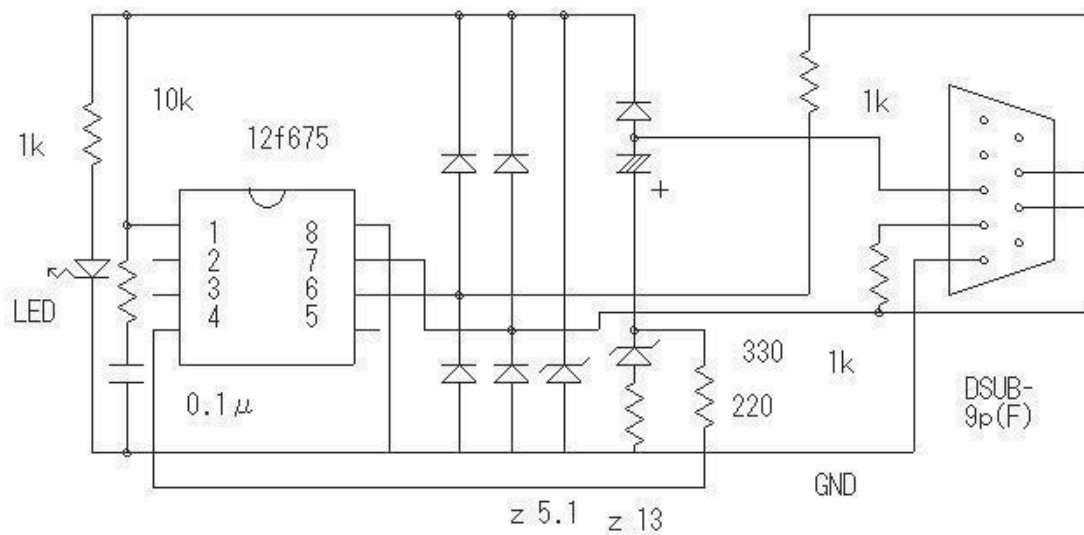 10k
1k
1k
12f675
+
1 8
2 7
3 6
4 5
LED
330
1k
0.1μ
220
DSUB-
9p(F)
GND
z 5.1
z 13